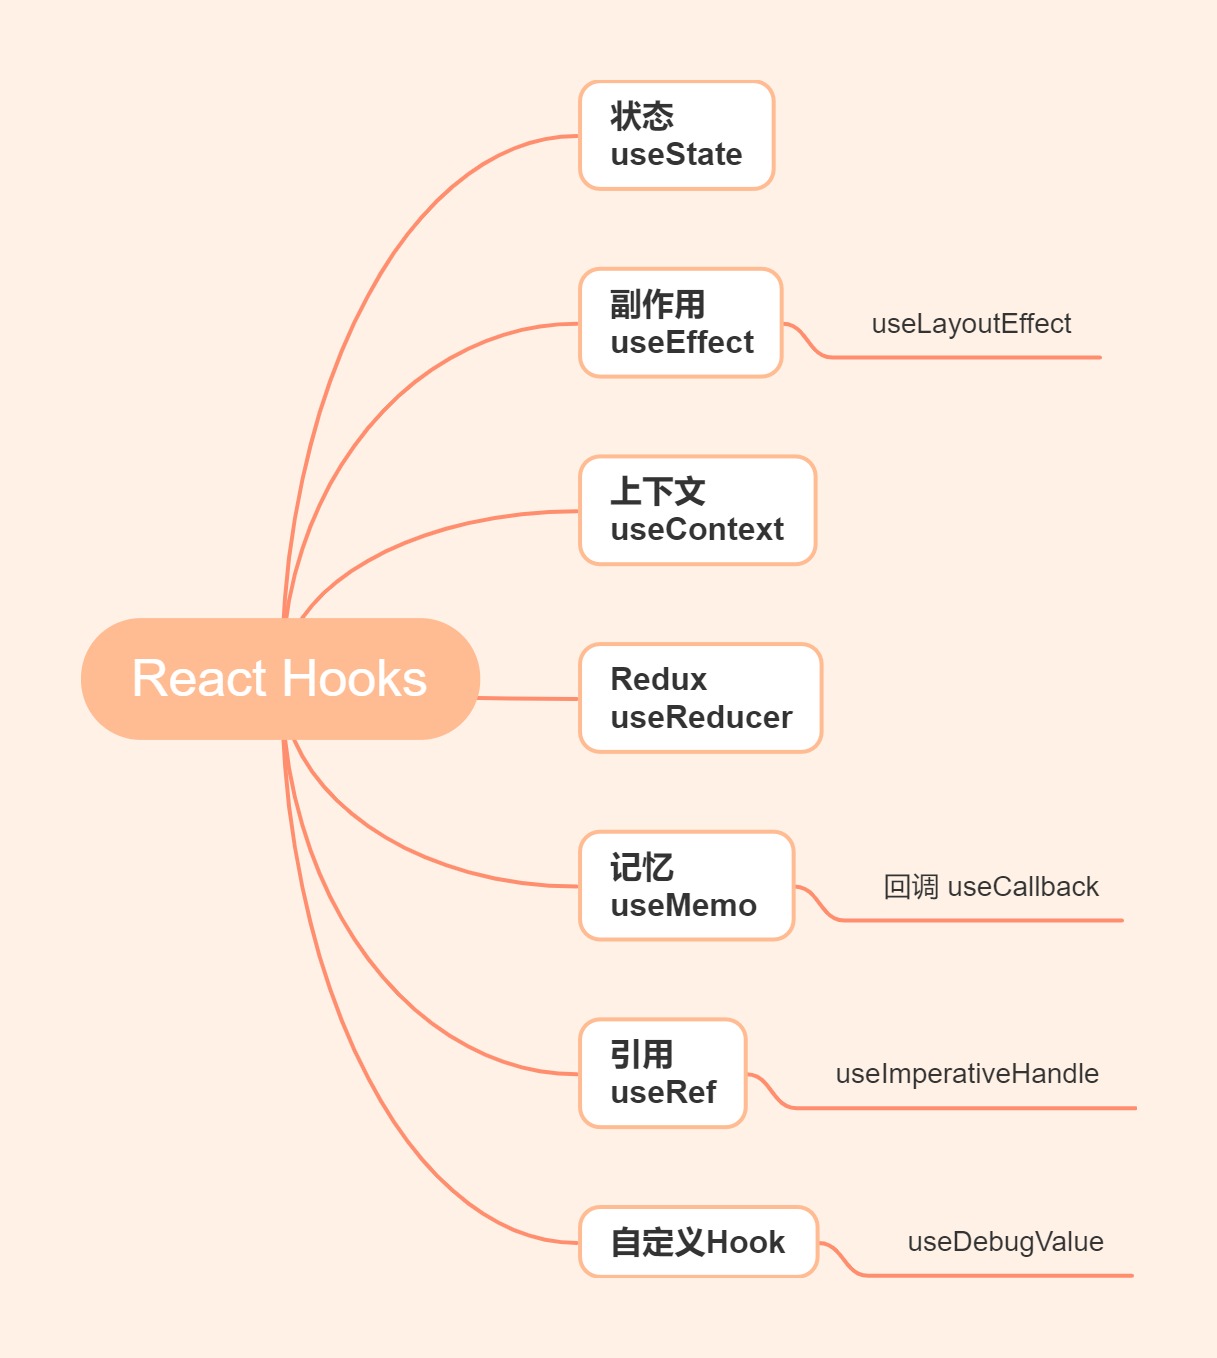 React Hooks
状态
useState
副作用
useEffect
useLayoutEffect
上下文
useContext
Redux
useReducer
记忆
useMemo
回调 useCallback
引用
useRef
useImperativeHandle
自定义Hook
useDebugValue